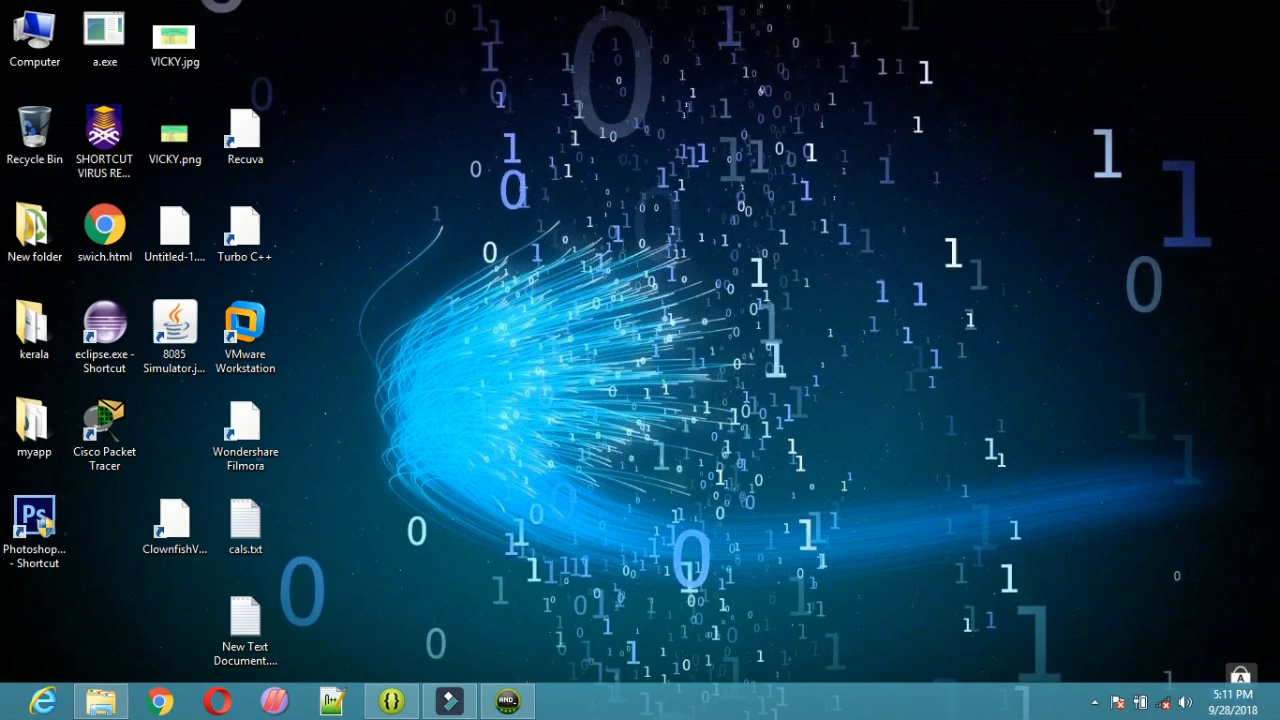 Computer
a.exe
VICKY.jpg
Recycle Bin
SHORTCUT
VIRUS RE...
VICKY.png
Recuva
New folder
swich.html
Untitled-1....
Turbo C++
kerala
eclipse.exe -
Shortcut
8085
Simulator.j...
VMware
Workstation
myapp
Cisco Packet
Tracer
Wondershare
Filmora
Ps
Photoshop...
- Shortcut
ClownfishV...
cals.txt
New Text
Document....
A
AND_
5:11 PM
9/28/2018